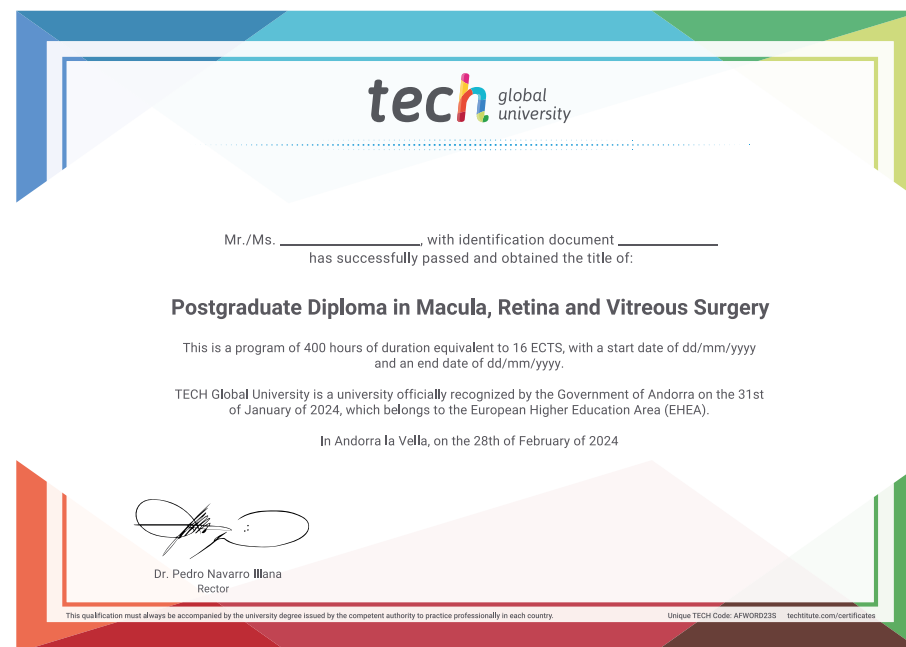 tech global
university
Mr./Ms. ____________, with identification document ____________
has successfully passed and obtained the title of:
Postgraduate Diploma in Macula, Retina and Vitreous Surgery
This is a program of 400 hours of duration equivalent to 16 ECTS, with a start date of dd/mm/yyyy
and an end date of dd/mm/yyyy.
TECH Global University is a university officially recognized by the Government of Andorra on the 31st
of January of 2024, which belongs to the European Higher Education Area (EHEA).
In Andorra la Vella, on the 28th of February of 2024
Dr. Pedro Navarro Illana
Rector
This qualification must always be accompanied by the university degree issued by the competent authority to practice professionally in each country.
Unique TECH Code: AFWORD23S techtitute.com/certificates